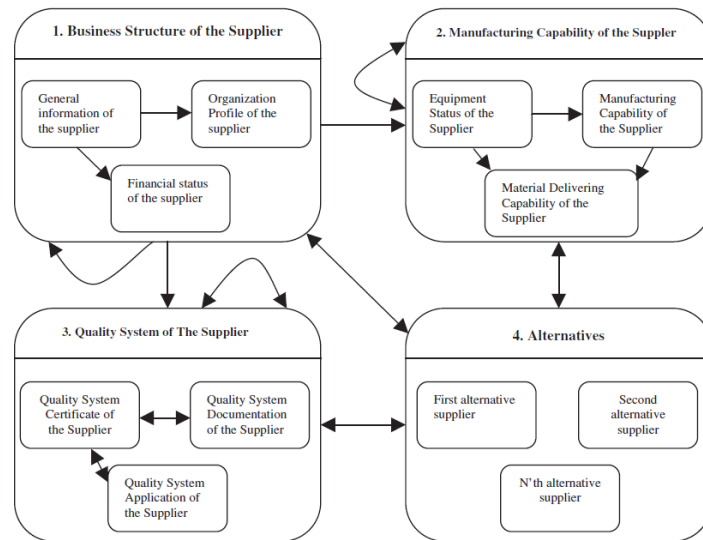 1. Business Structure of the Supplier
General
information of
the supplier
Organization
Profile of the
supplier
Financial status
of the supplier
2. Manufacturing Capability of the Suppler
Equipment
Status of the
Supplier
Manufacturing
Capability of
the Supplier
Material Delivering
Capability of the
Supplier
3. Quality System of The Supplier
Quality System
Certificate of
the Supplier
Quality System
Documentation
of the Supplier
Quality System
Application of
the Supplier
4. Alternatives
First alternative
supplier
Second
alternative
supplier
N'th alternative
supplier